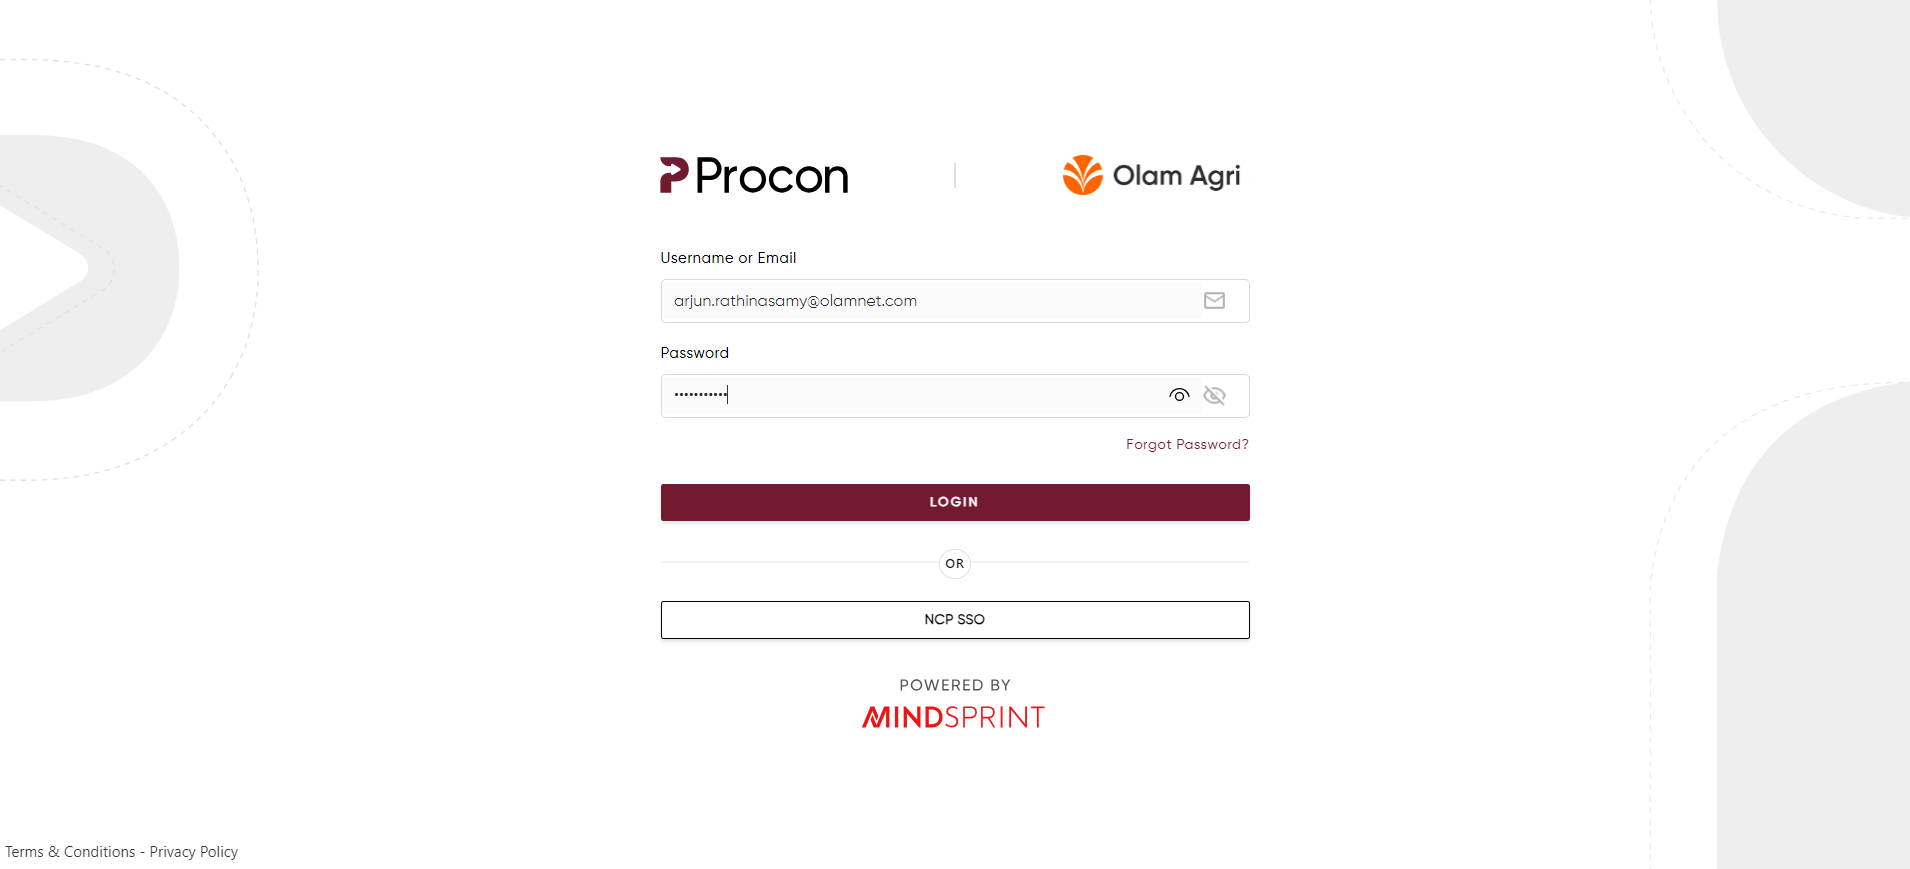 Procon
Olam Agri
Username or Email
arjun.rathinasamy@olamnet.com
Password
•••••••••••
Forgot Password?
LOGIN
OR
NCP SSO
POWERED BY
MINDSPRINT
Terms & Conditions - Privacy Policy